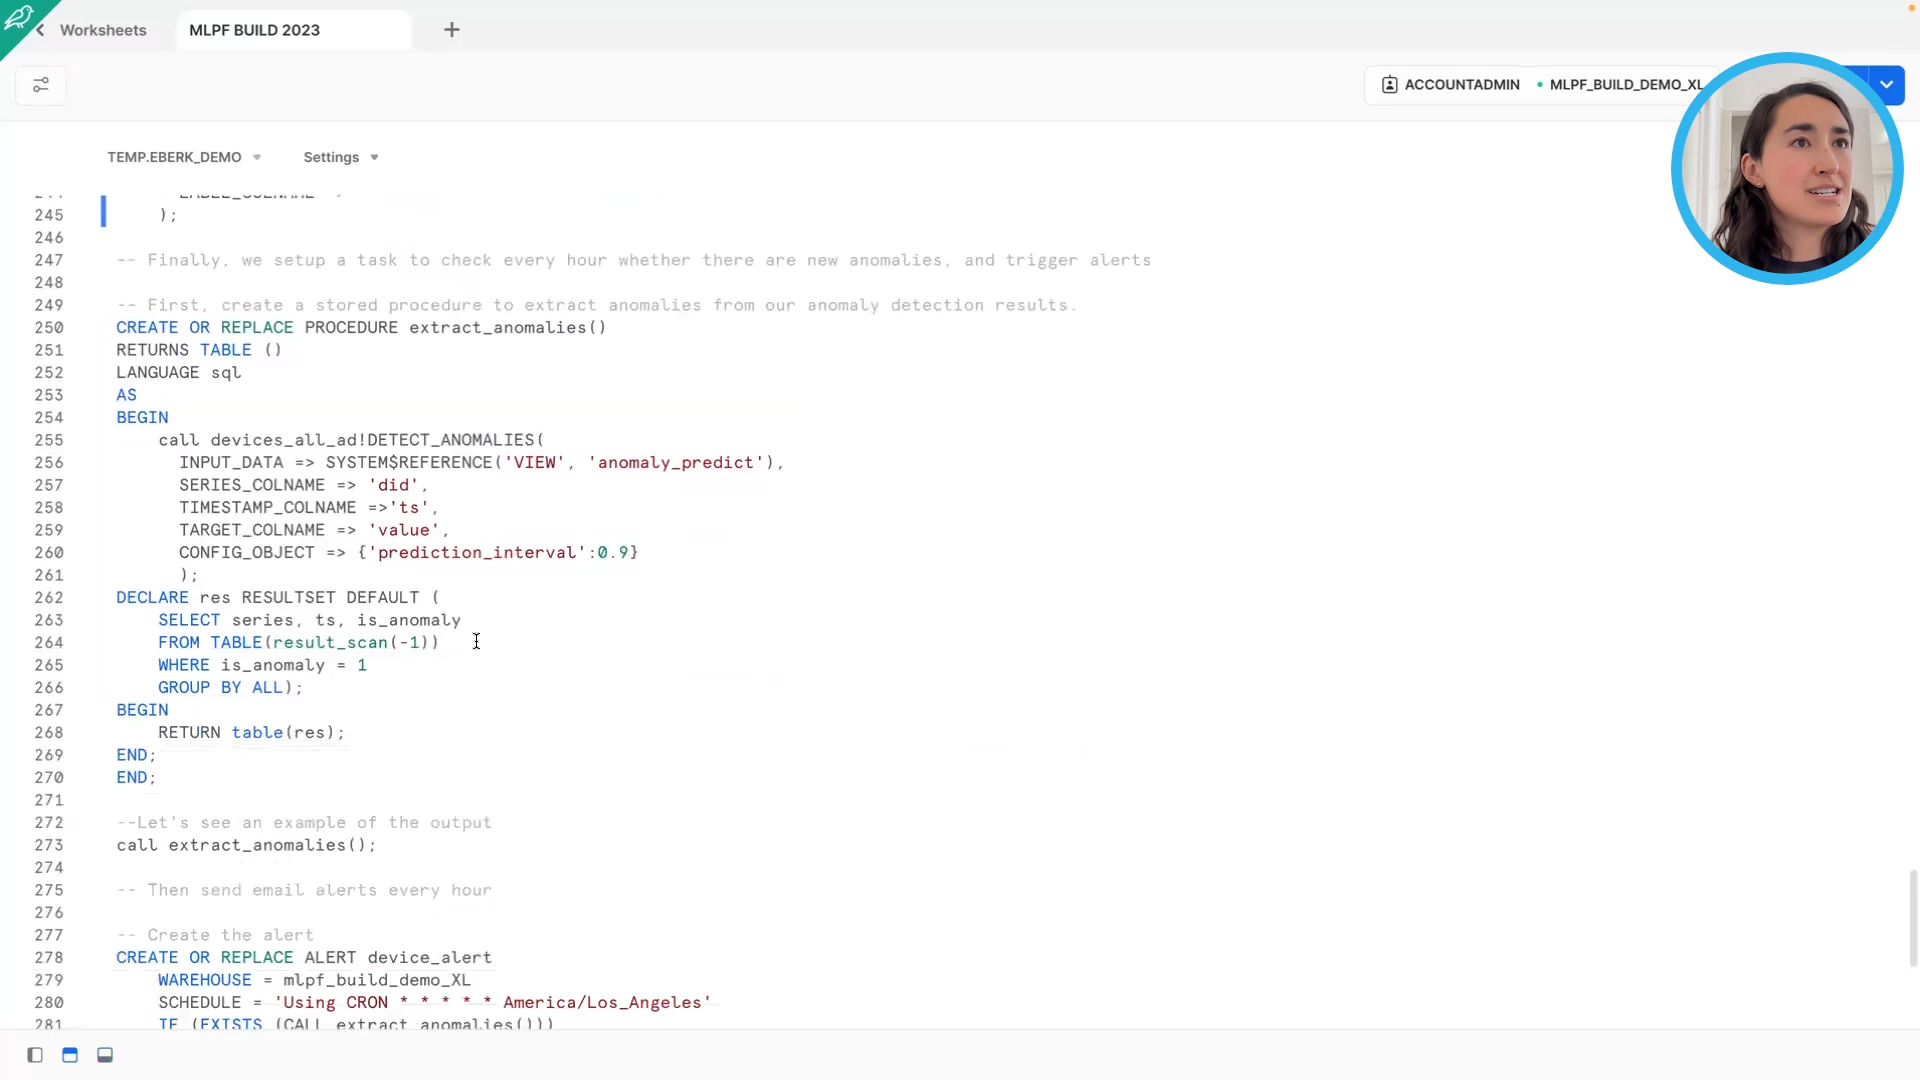 Worksheets
MLPF BUILD 2023
+
ACCOUNTADMIN
MLPF_BUILD_DEMO_XL
TEMP.EBERK_DEMO
Settings
245 );
246
247 -- Finally, we setup a task to check every hour whether there are new anomalies, and trigger alerts
248
249 -- First, create a stored procedure to extract anomalies from our anomaly detection results.
250 CREATE OR REPLACE PROCEDURE extract_anomalies()
251 RETURNS TABLE ()
252 LANGUAGE sql
253 AS
254 BEGIN
255 call devices_all_ad!DETECT_ANOMALIES(
256 INPUT_DATA => SYSTEM$REFERENCE('VIEW', 'anomaly_predict'),
257 SERIES_COLNAME => 'did',
258 TIMESTAMP_COLNAME =>'ts',
259 TARGET_COLNAME => 'value',
260 CONFIG_OBJECT => {'prediction_interval':0.9}
261 );
262 DECLARE res RESULTSET DEFAULT (
263 SELECT series, ts, is_anomaly
264 FROM TABLE(result_scan(-1))
265 WHERE is_anomaly = 1
266 GROUP BY ALL);
267 BEGIN
268 RETURN table(res);
269 END;
270 END;
271
272 --Let's see an example of the output
273 call extract_anomalies();
274
275 -- Then send email alerts every hour
276
277 -- Create the alert
278 CREATE OR REPLACE ALERT device_alert
279 WAREHOUSE = mlpf_build_demo_XL
280 SCHEDULE = 'Using CRON * * * * * America/Los_Angeles'
281 IF (EXISTS (CALL extract_anomalies()))